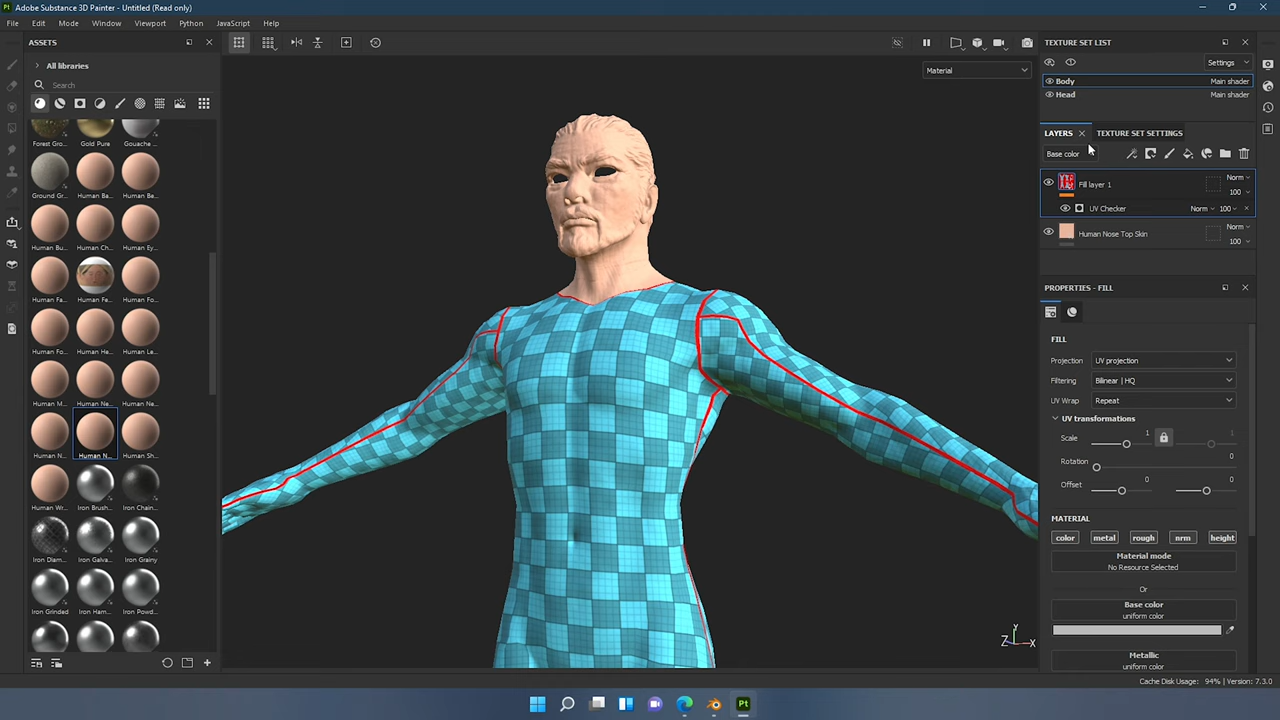 Pt Adobe Substance 3D Painter - Untitled (Read only)
File Edit Mode Window Viewport Python JavaScript Help
ASSETS
All libraries
Search
Forest Gro... Gold Pure Gouache ...
Ground Gr... Human Ba... Human Ba...
Human Bu... Human Ch... Human Ey...
Human Fa... Human Fe... Human Fo...
Human Fo... Human Ha... Human La...
Human M... Human Ne... Human Ne...
Human N... Human N... Human Sh...
Human Wr... Iron Brush... Iron Chain...
Iron Diam... Iron Galva... Iron Grainy
Iron Grinded Iron Ham... Iron Powd...
Material
Y
Z X
TEXTURE SET LIST
Settings
Body Main shader
Head Main shader
LAYERS TEXTURE SET SETTINGS
Base color
Fill layer 1 Norm
100
UV Checker Norm 100
Human Nose Top Skin Norm
100
PROPERTIES - FILL
FILL
Projection UV projection
Filtering Bilinear | HQ
UV Wrap Repeat
UV transformations
Scale 1 1
Rotation 0
Offset 0 0
MATERIAL
color metal rough nrm height
Material mode
No Resource Selected
Or
Base color
uniform color
Metallic
uniform color
Cache Disk Usage: 94% | Version: 7.3.0
Pt